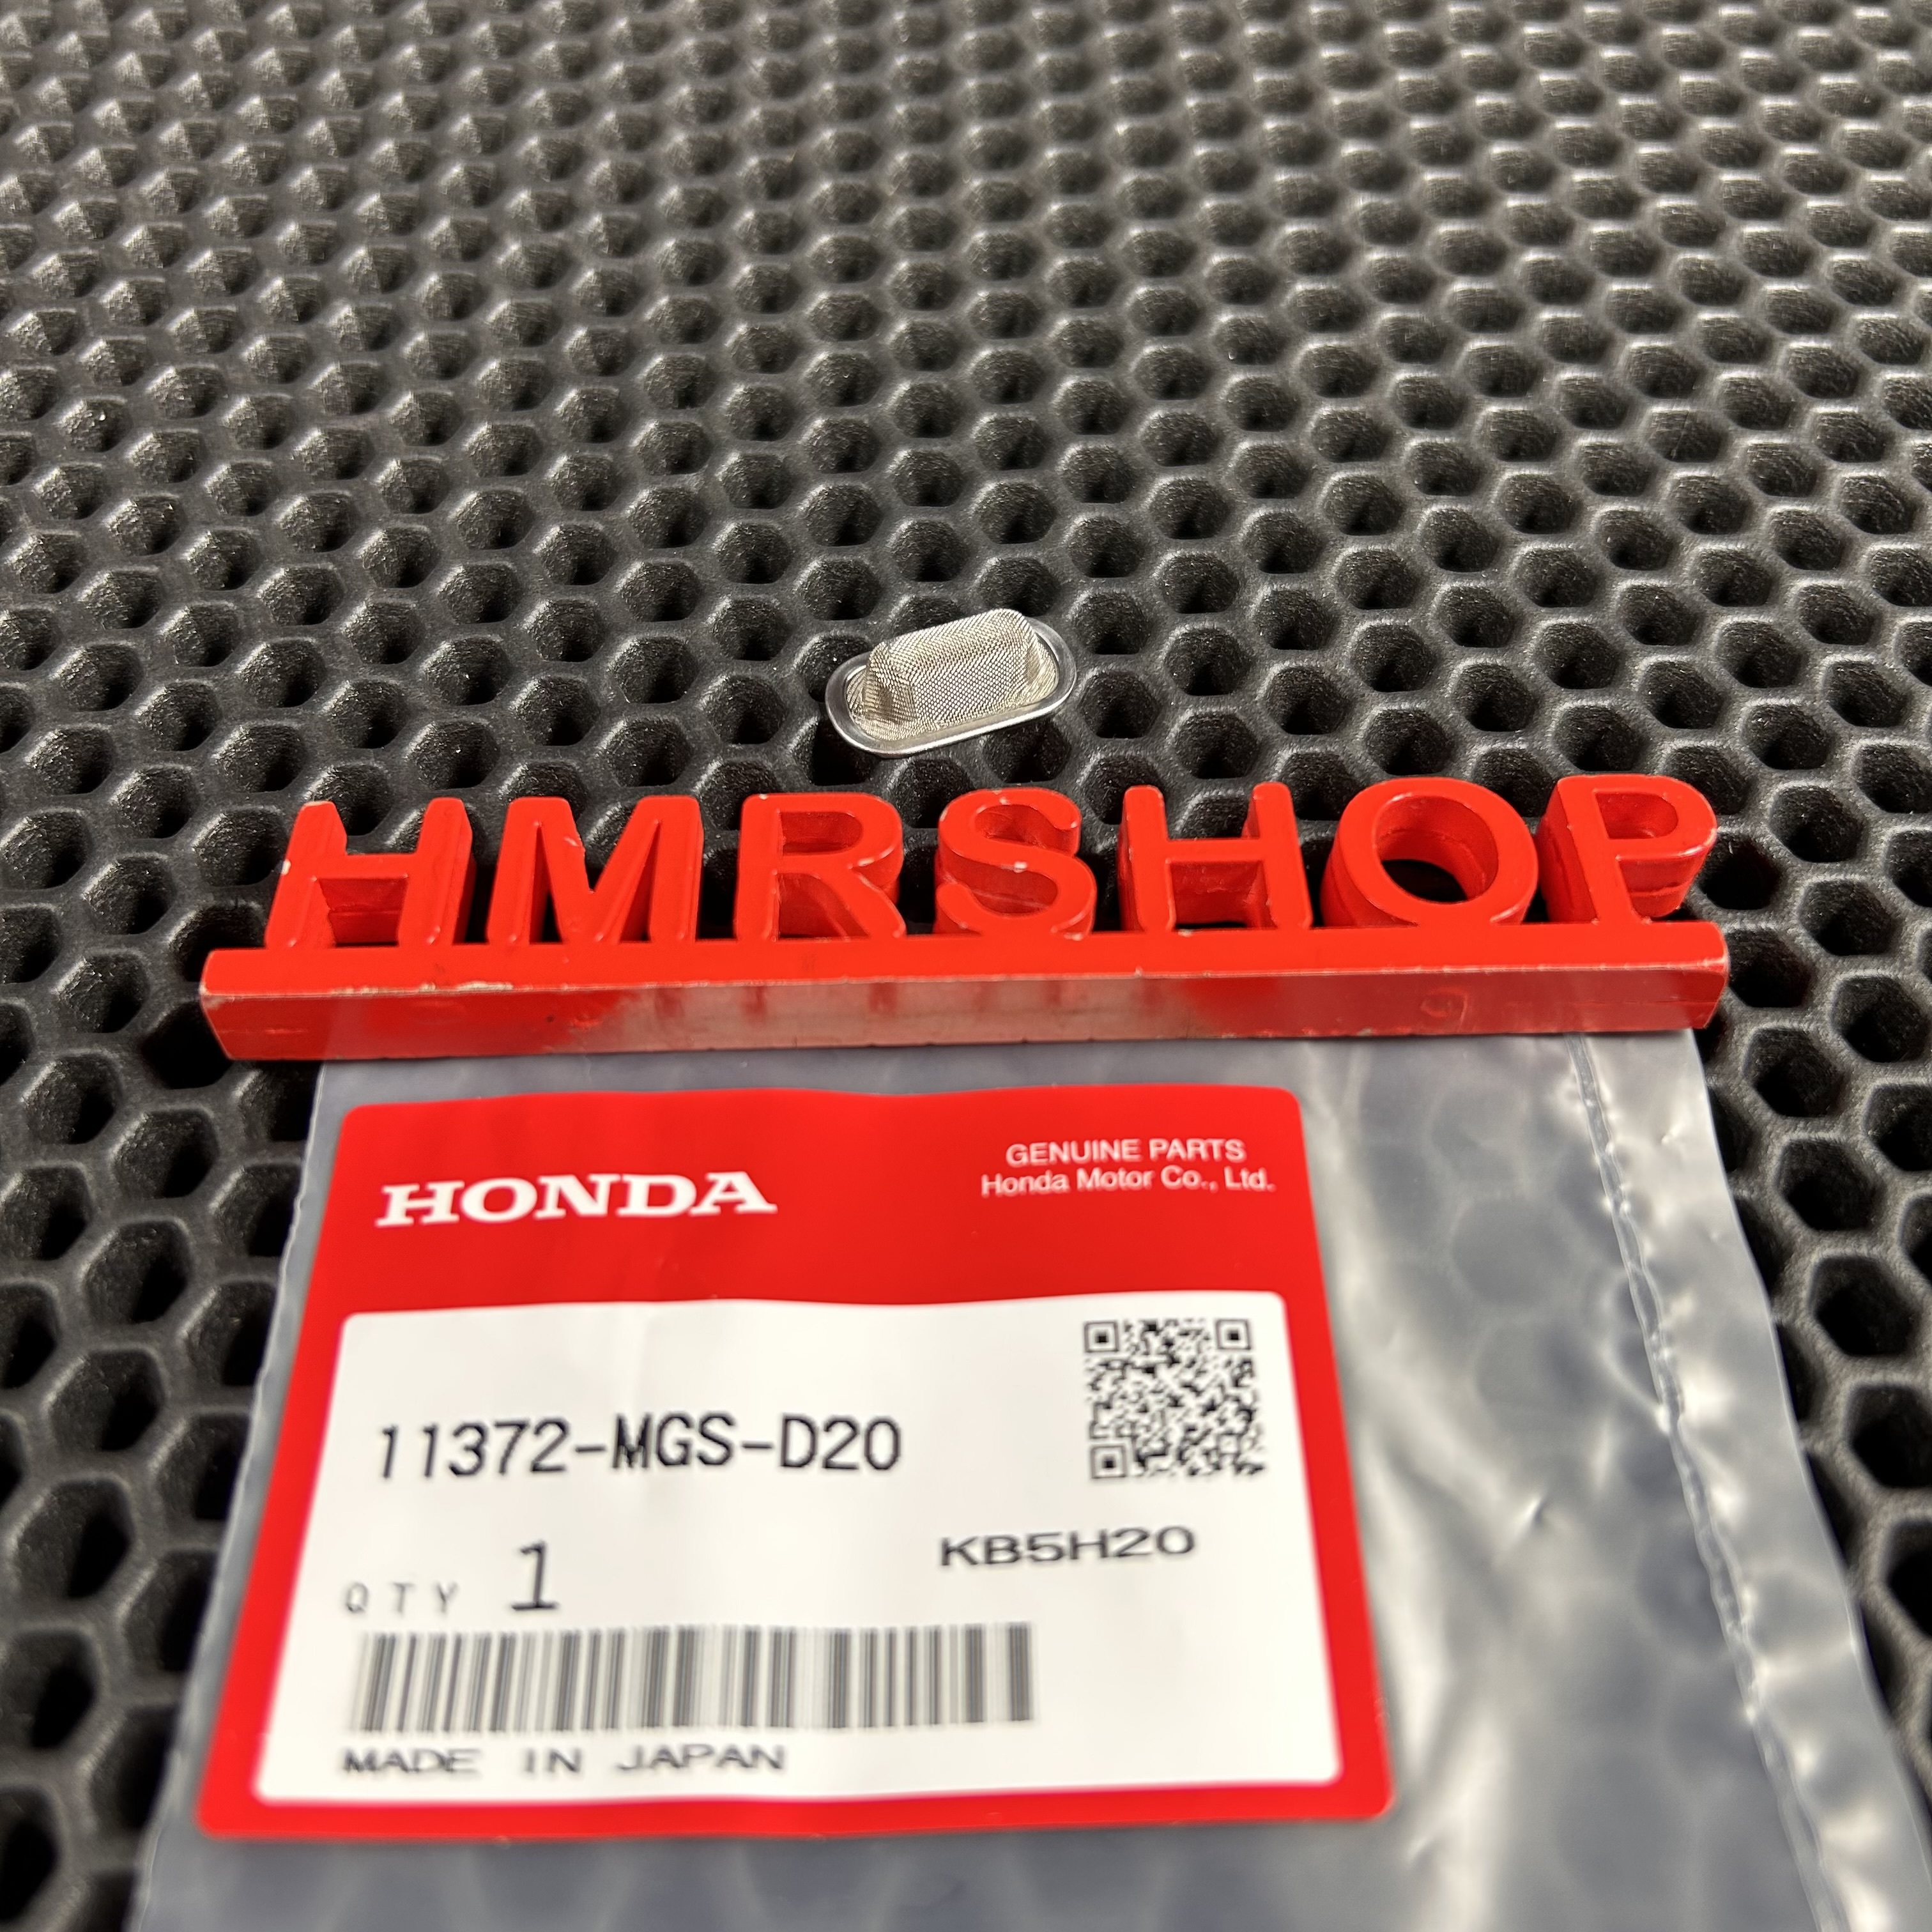 HMRSHOP
HONDA
GENUINE PARTS
Honda Motor Co., Ltd.
11372-MGS-D20
QTY 1
KB5H20
MADE IN JAPAN